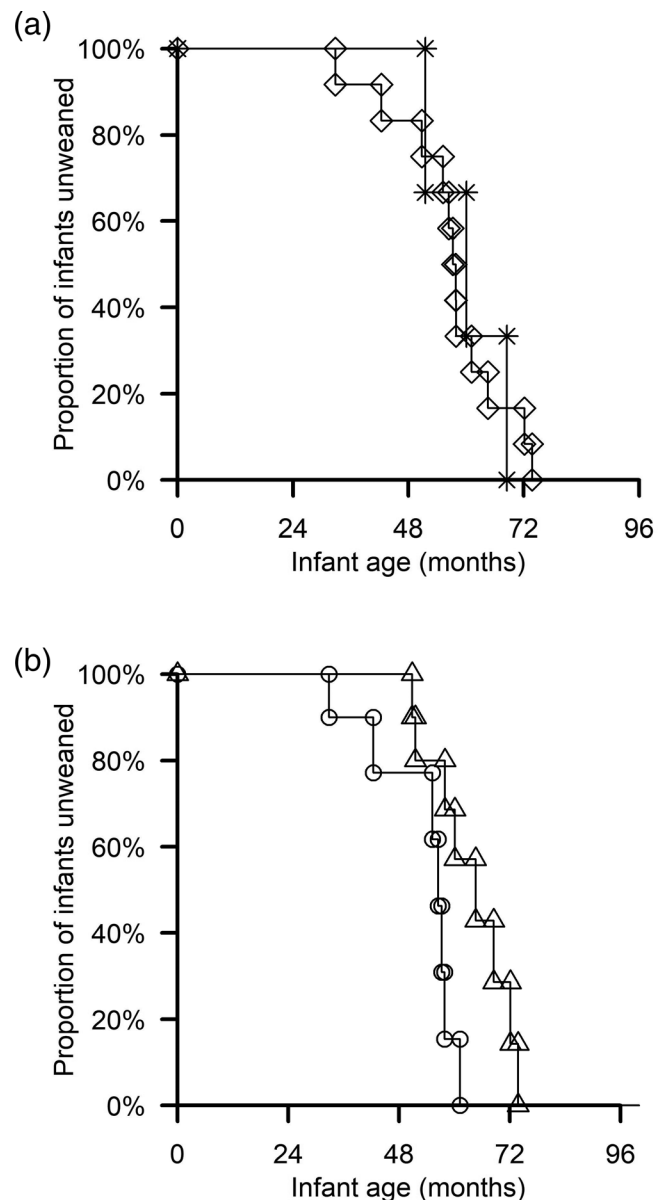 (a)
100%
80%
60%
40%
20%
0%
Proportion of infants unweaned
0 24 48 72 96
Infant age (months)
(b)
100%
80%
60%
40%
20%
0%
Proportion of infants unweaned
0 24 48 72 96
Infant age (months)